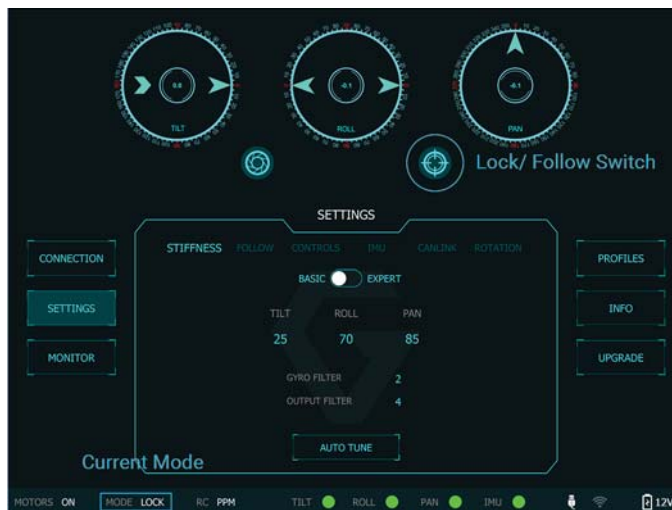 0.0
-0.1
-0.1
TILT
ROLL
PAN
Lock/ Follow Switch
SETTINGS
STIFFNESS FOLLOW CONTROLS IMU CANLINK ROTATION
CONNECTION
SETTINGS
MONITOR
BASIC EXPERT
TILT ROLL PAN
25 70 85
GYRO FILTER 2
OUTPUT FILTER 4
AUTO TUNE
PROFILES
INFO
UPGRADE
Current Mode
MOTORS ON MODE LOCK RC PPM TILT ROLL PAN IMU 12V